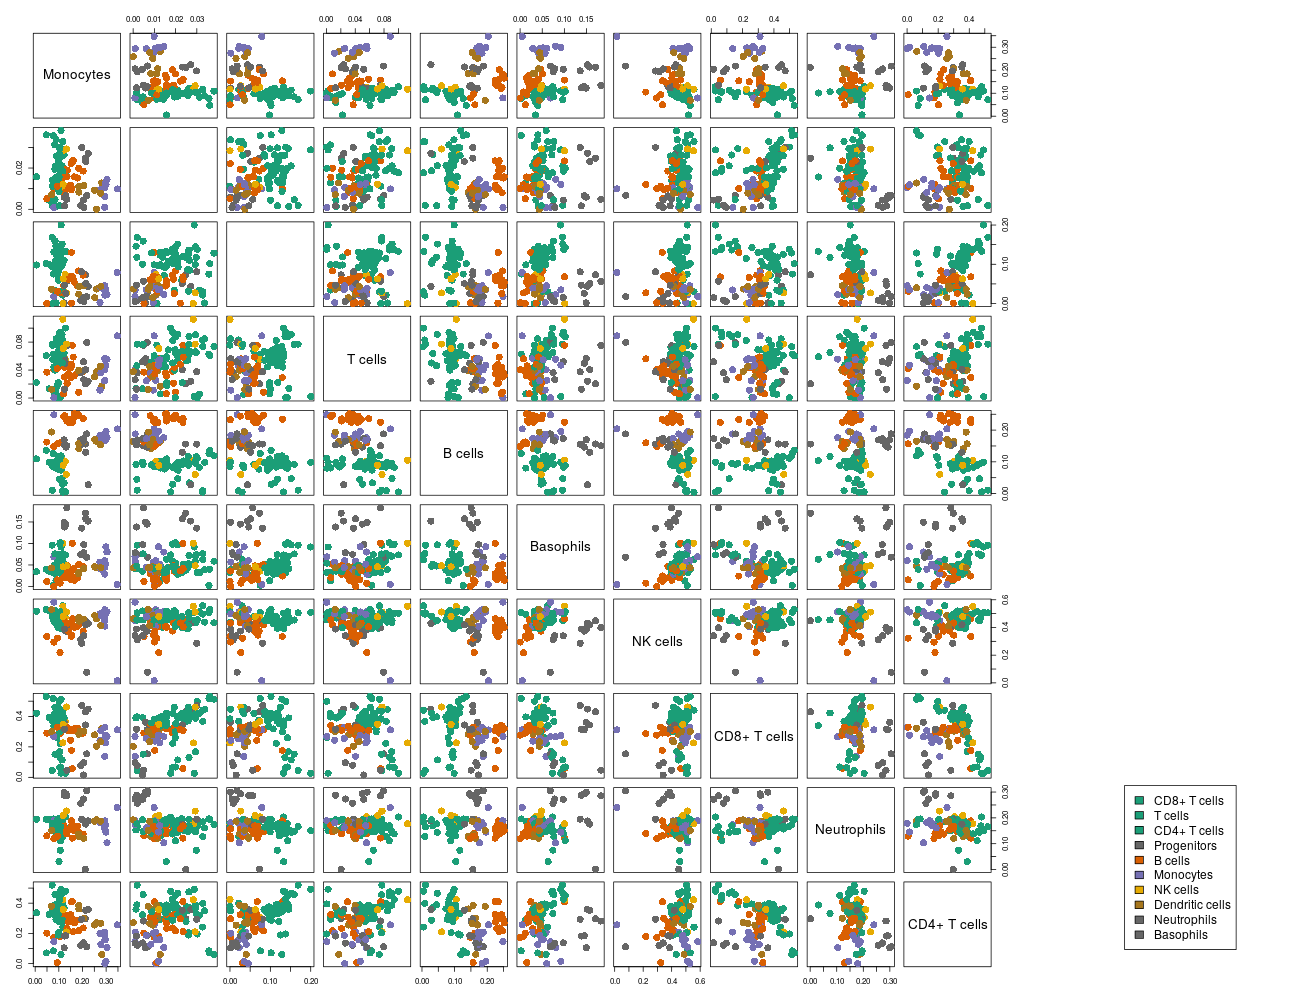 0.00 0.01 0.02 0.03 0.00 0.04 0.08 0.00 0.05 0.10 0.15 0.0 0.2 0.4 0.0 0.2 0.4
Monocytes
0.00 0.10 0.20 0.30
0.00 0.02
0.00 0.10 0.20
T cells
0.00 0.04 0.08
B cells
0.00 0.10 0.20
Basophils
0.00 0.05 0.10 0.15
NK cells
0.0 0.2 0.4 0.6
CD8+ T cells
0.0 0.2 0.4
Neutrophils
0.00 0.10 0.20 0.30
CD4+ T cells
0.0 0.2 0.4
0.00 0.10 0.20 0.30 0.00 0.10 0.20 0.00 0.10 0.20 0.0 0.2 0.4 0.6 0.00 0.10 0.20 0.30
CD8+ T cells
T cells
CD4+ T cells
Progenitors
B cells
Monocytes
NK cells
Dendritic cells
Neutrophils
Basophils